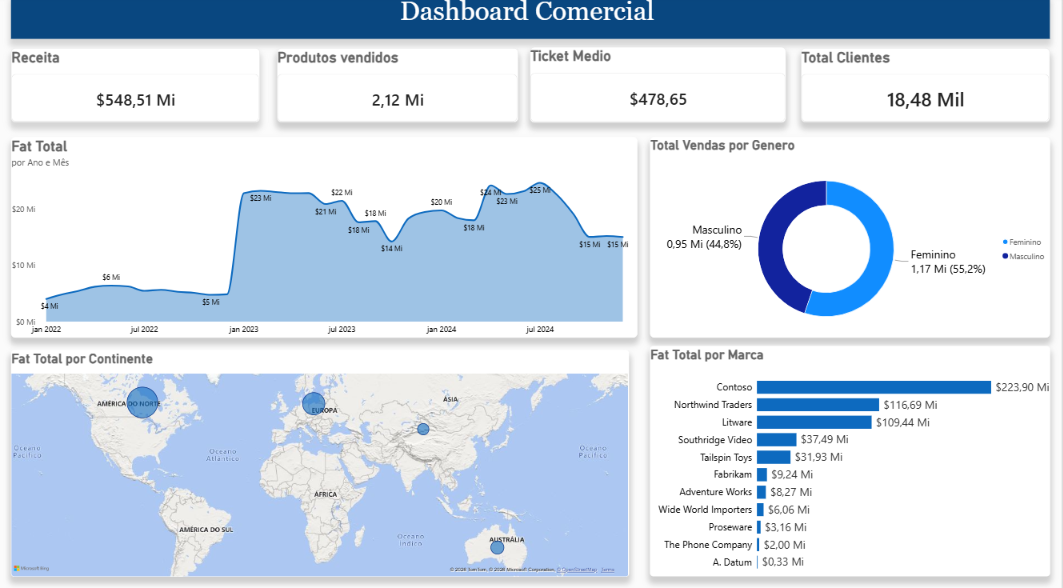 Dashboard Comercial
Receita
$548,51 Mi
Produtos vendidos
2,12 Mi
Ticket Medio
$478,65
Total Clientes
18,48 Mil
Fat Total
por Ano e Mês
$20 Mi
$10 Mi
$0 Mi
$4 Mi
$6 Mi
$5 Mi
$23 Mi
$21 Mi
$22 Mi
$18 Mi
$18 Mi
$14 Mi
$20 Mi
$18 Mi
$24 Mi
$23 Mi
$25 Mi
$15 Mi
$15 Mi
jan 2022
jul 2022
jan 2023
jul 2023
jan 2024
jul 2024
Total Vendas por Genero
Masculino
0,95 Mi (44,8%)
Feminino
1,17 Mi (55,2%)
Feminino
Masculino
Fat Total por Continente
AMÉRICA DO NORTE
EUROPA
ÁSIA
Oceano
Pacífico
Oceano
Atlântico
Oceano
Pacífico
ÁFRICA
AMÉRICA DO SUL
Oceano
Índico
AUSTRÁLIA
Microsoft Bing
Microsoft Corporation, © OpenStreetMap Terms
Fat Total por Marca
Contoso $223,90 Mi
Northwind Traders $116,69 Mi
Litware $109,44 Mi
Southridge Video $37,49 Mi
Tailspin Toys $31,93 Mi
Fabrikam $9,24 Mi
Adventure Works $8,27 Mi
Wide World Importers $6,06 Mi
Proseware $3,16 Mi
The Phone Company $2,00 Mi
A. Datum $0,33 Mi